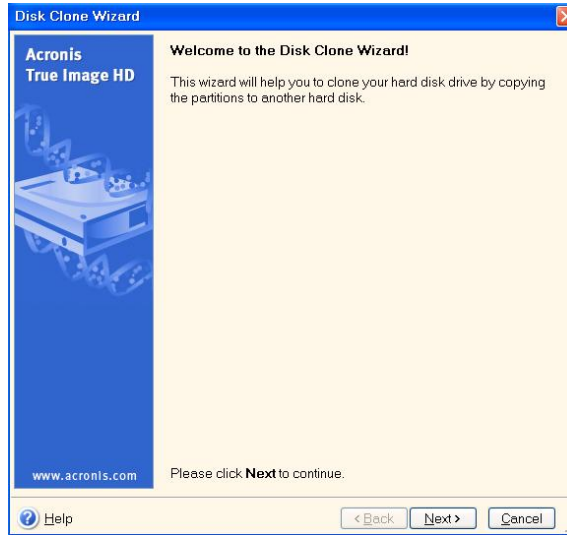 Disk Clone Wizard
Acronis
True Image HD
Welcome to the Disk Clone Wizard!
This wizard will help you to clone your hard disk drive by copying
the partitions to another hard disk.
www.acronis.com
Please click Next to continue.
Help
< Back
Next >
Cancel